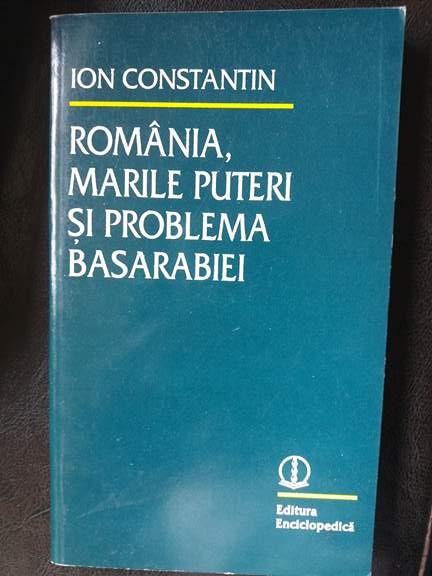 ION CONSTANTIN
ROMÂNIA,
MARILE PUTERI
ȘI PROBLEMA
BASARABIEI
Editura
Enciclopedică